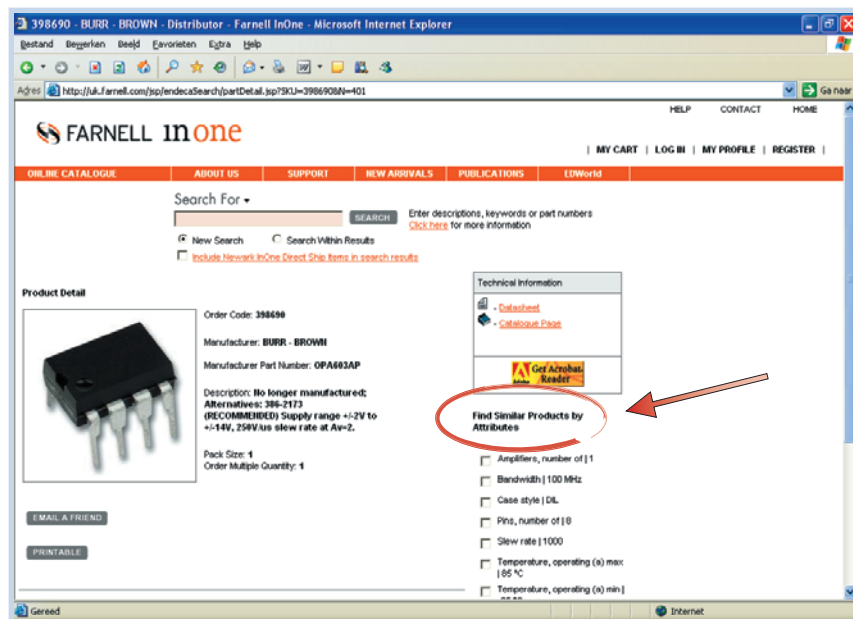 398690 - BURR - BROWN - Distributor - Farnell InOne - Microsoft Internet Explorer
Bestand Bewerken Beeld Favorieten Extra Help
Adres http://uk.farnell.com/jsp/endecaSearch/partDetail.jsp?SKU=398690&N=401 Ga naar
HELP CONTACT HOME
FARNELL InOne
| MY CART | LOG IN | MY PROFILE | REGISTER |
ONLINE CATALOGUE ABOUT US SUPPORT NEW ARRIVALS PUBLICATIONS EDWorld
Search For
SEARCH
Enter descriptions, keywords or part numbers
Click here for more information
New Search Search Within Results
Include Newark InOne Direct Ship items in search results
Product Detail
Order Code: 398690
Manufacturer: BURR - BROWN
Manufacturer Part Number: OPA603AP
Description: No longer manufactured;
Alternatives: 386-2173
(RECOMMENDED) Supply range +/-2V to
+/-14V, 250V/us slew rate at Av=2.
Pack Size: 1
Order Multiple Quantity: 1
EMAIL A FRIEND
PRINTABLE
Technical Information
- Datasheet
- Catalogue Page
Get Acrobat
Reader
Adobe
Find Similar Products by
Attributes
Amplifiers, number of | 1
Bandwidth | 100 MHz
Case style | DIL
Pins, number of | 8
Slew rate | 1000
Temperature, operating (a) max
| 85 °C
Temperature, operating (a) min |
Gereed Internet